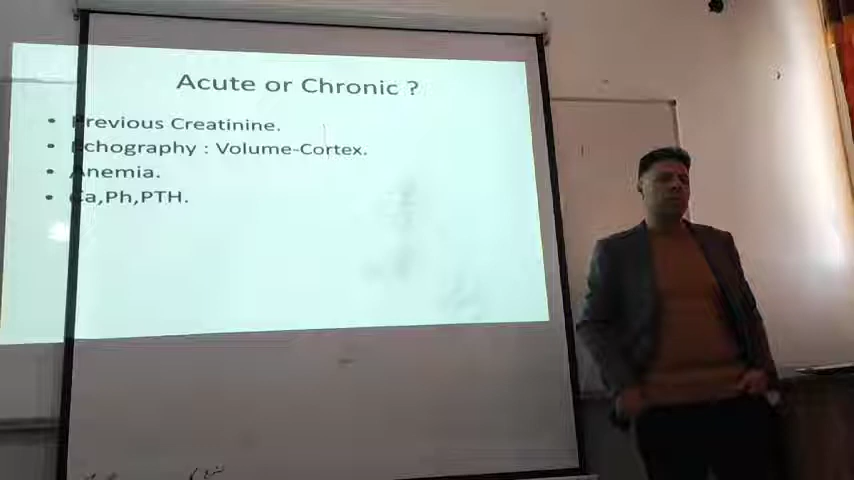 Acute or Chronic ?
• Previous Creatinine.
• Echography : Volume-Cortex.
• Anemia.
• Ca,Ph,PTH.